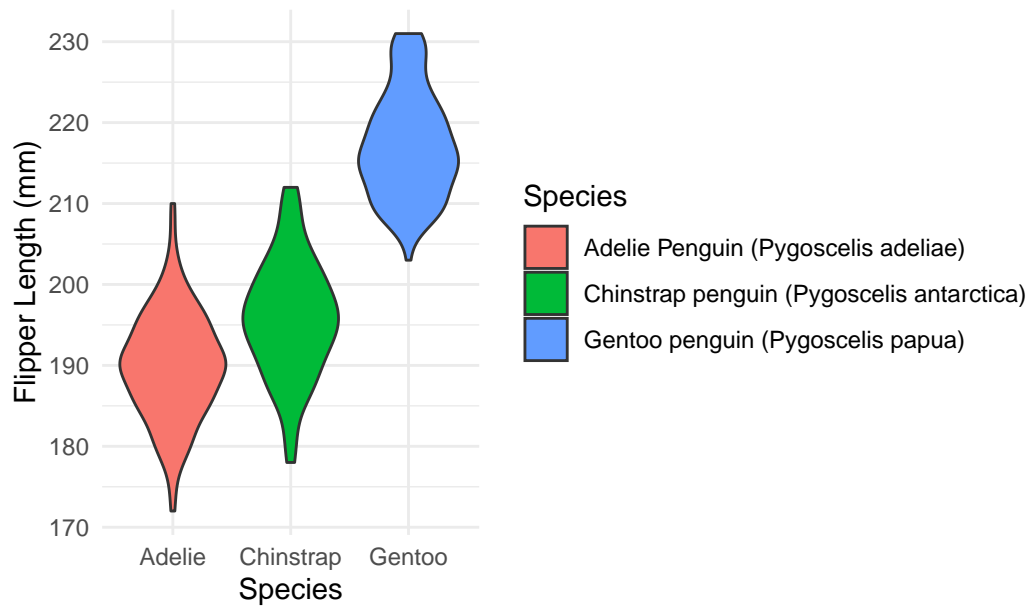 230
220
210
200
190
180
170
Flipper Length (mm)
Adelie Chinstrap Gentoo
Species
Species
Adelie Penguin (Pygoscelis adeliae)
Chinstrap penguin (Pygoscelis antarctica)
Gentoo penguin (Pygoscelis papua)